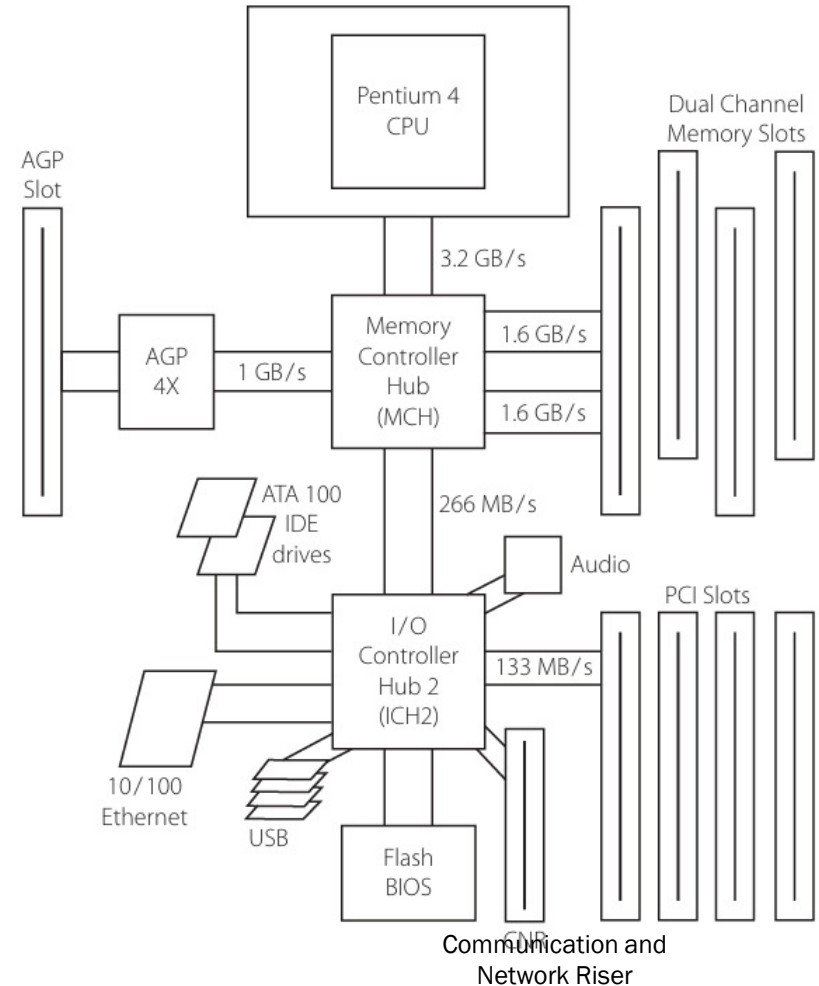 Pentium 4
CPU
Dual Channel
Memory Slots
AGP
Slot
3.2 GB/s
Memory
Controller
Hub
(MCH)
1.6 GB/s
AGP
4X
1 GB/s
1.6 GB/s
ATA 100
IDE
drives
266 MB/s
Audio
PCI Slots
I/O
Controller
Hub 2
(ICH2)
133 MB/s
10/100
Ethernet
USB
Flash
BIOS
CNR
Communication and
Network Riser